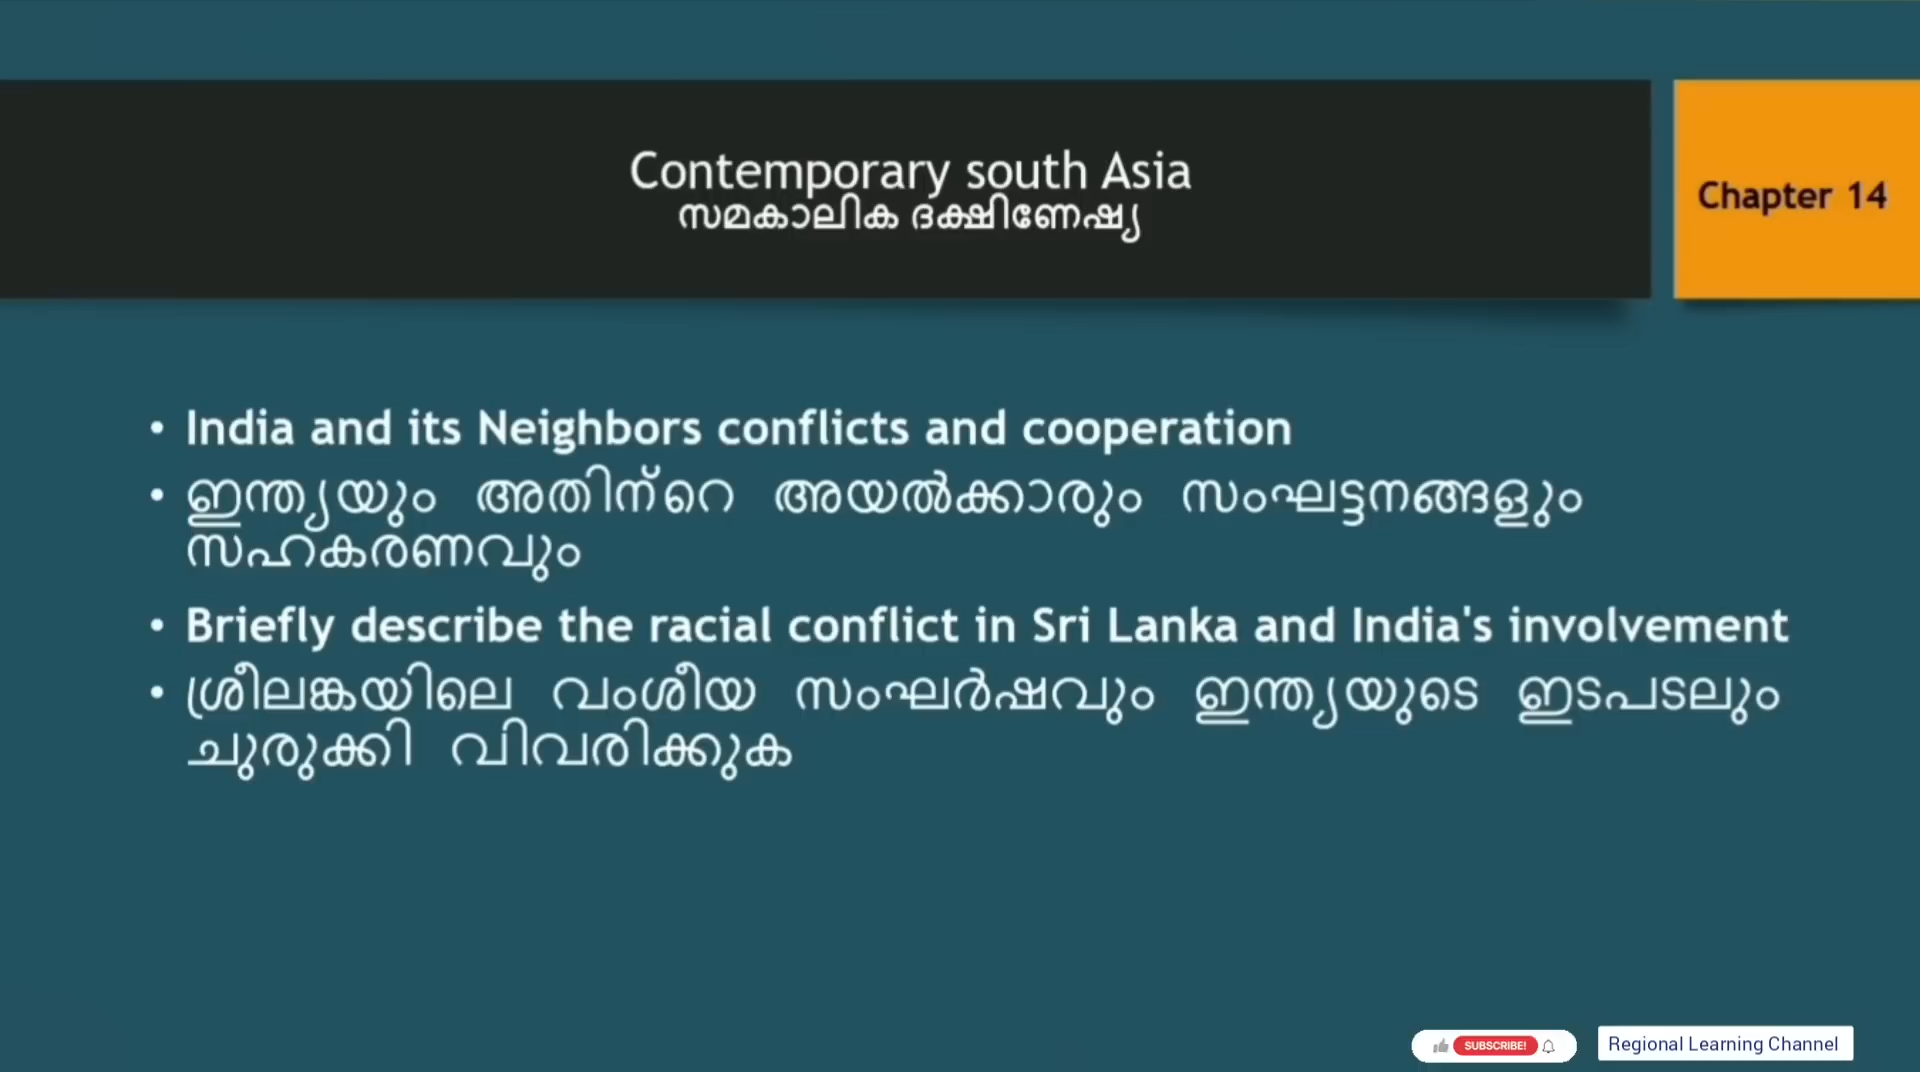 Contemporary south Asia
സമകാലിക ദക്ഷിണേഷ്യ
Chapter 14
• India and its Neighbors conflicts and cooperation
• ഇന്ത്യയും അതിന്റെ അയൽക്കാരും സംഘട്ടനങ്ങളും
സഹകരണവും
• Briefly describe the racial conflict in Sri Lanka and India's involvement
• ശ്രീലങ്കയിലെ വംശീയ സംഘർഷവും ഇന്ത്യയുടെ ഇടപടലും
ചുരുക്കി വിവരിക്കുക
SUBSCRIBE!
Regional Learning Channel